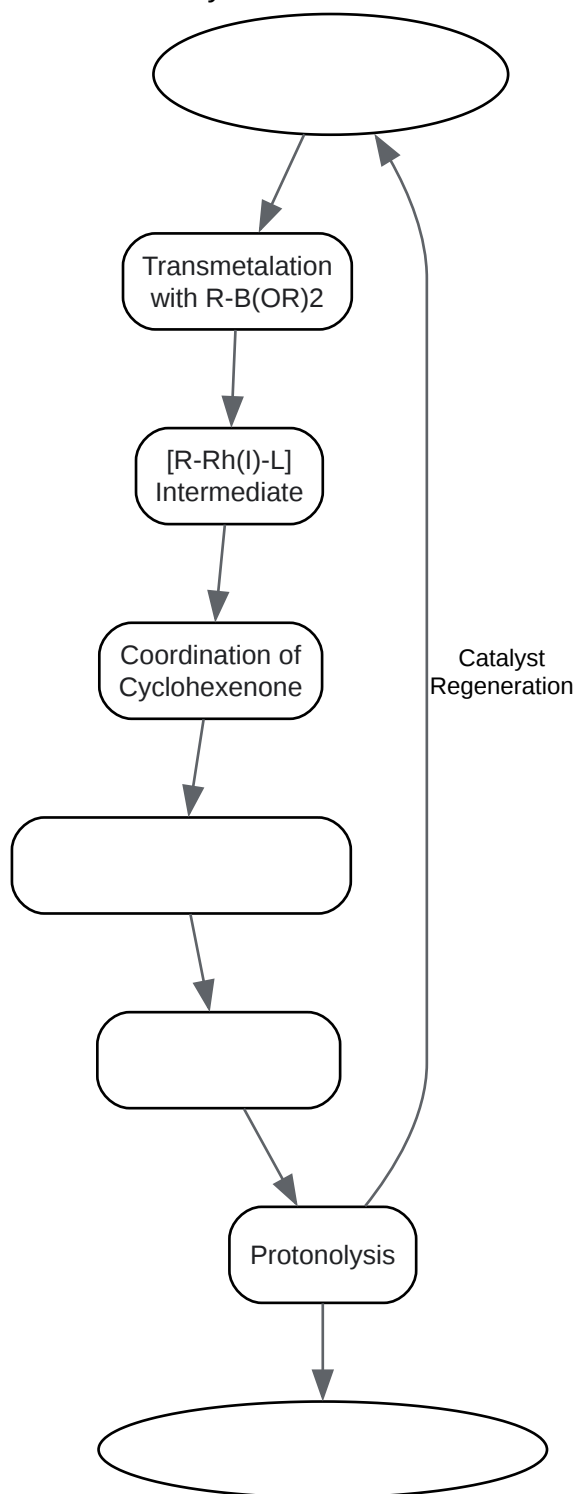 Transmetalation
with R-B(OR)2
[R-Rh(I)-L]
Intermediate
Coordination of
Cyclohexenone
Catalyst
Regeneration
Protonolysis